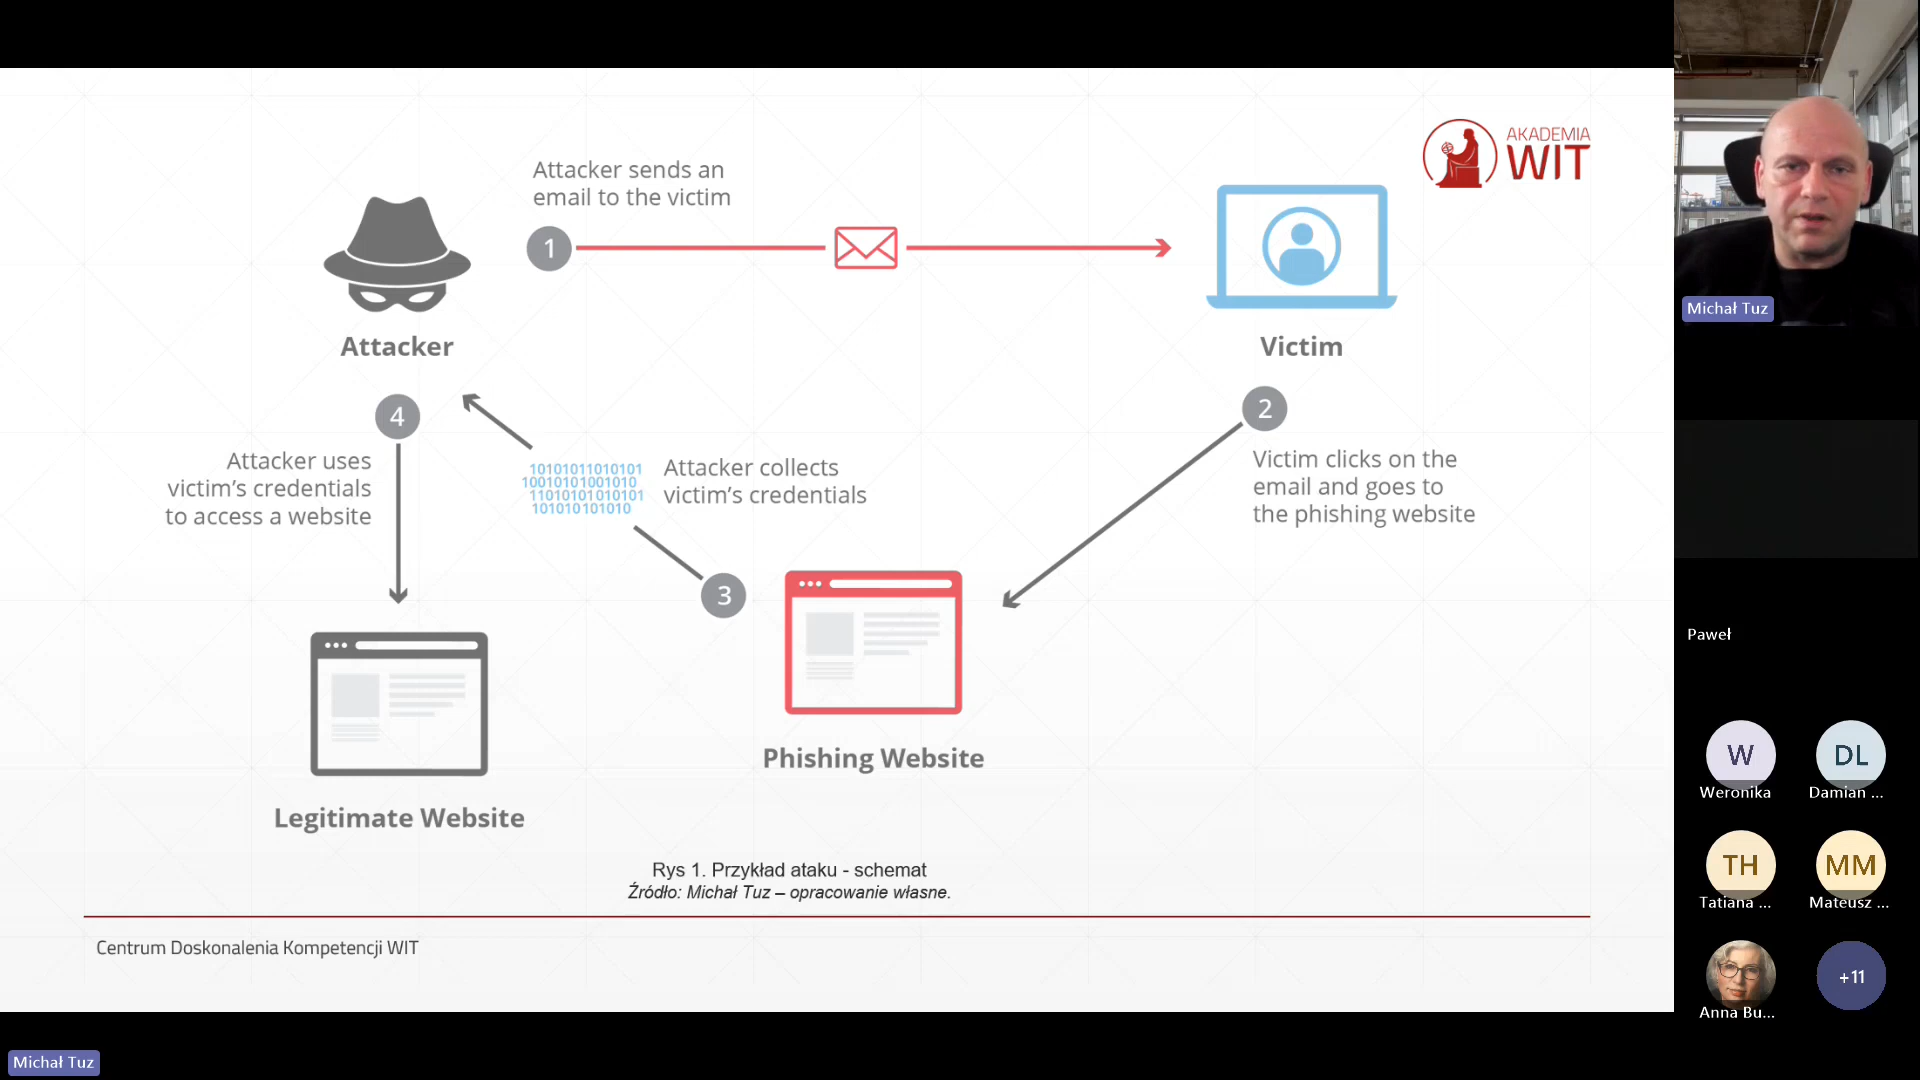 AKADEMIA
WIT
Attacker sends an
email to the victim
1
Attacker
Victim
Michał Tuz
4
2
Attacker uses
victim's credentials
to access a website
10101011010101
10010101001010
11010101010101
101010101010
Attacker collects
victim's credentials
Victim clicks on the
email and goes to
the phishing website
3
Phishing Website
Legitimate Website
Rys 1. Przykład ataku - schemat
Źródło: Michał Tuz – opracowanie własne.
Centrum Doskonalenia Kompetencji WIT
Paweł
W
Weronika
DL
Damian ...
TH
Tatiana ...
MM
Mateusz ...
Anna Bu...
+11
Michał Tuz